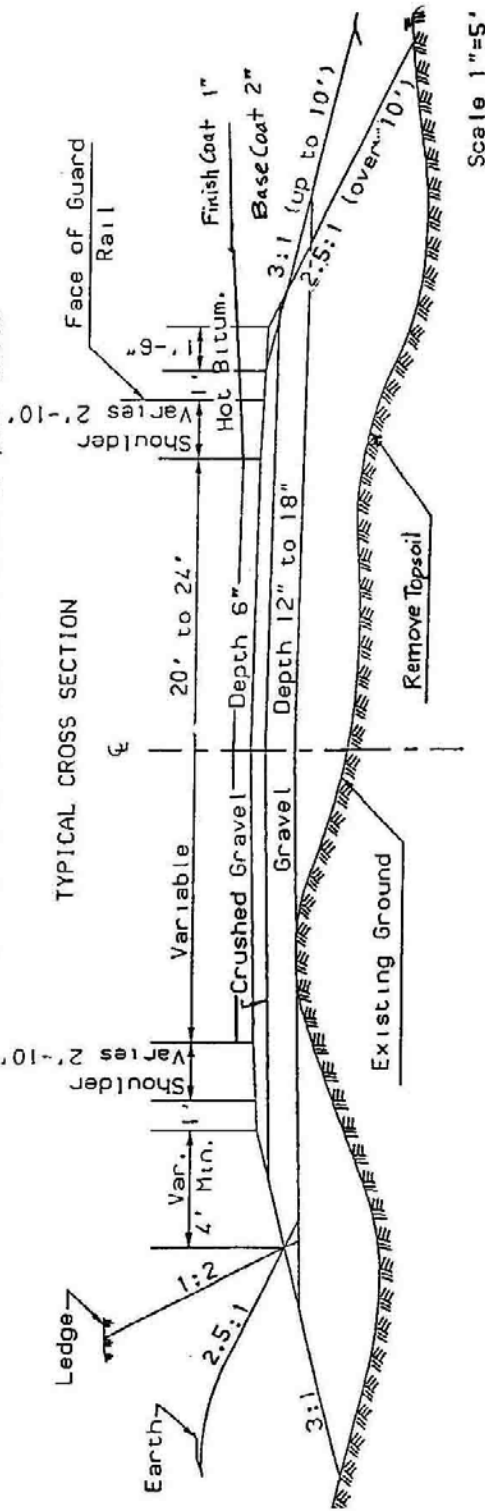 TYPICAL CROSS SECTION
℄
Ledge
Earth
1:2
2.5:1
3:1
Var.
4' Min.
1'
Shoulder
Varies
2'-10'
Variable
20' to 24'
Crushed Gravel
Depth 6"
Gravel
Depth 12" to 18"
Existing Ground
Remove Topsoil
Shoulder
Varies
2'-10'
1'
1'-6"
Face of Guard
Rail
Hot Bitum.
Finish Coat 1"
Base Coat 2"
3:1 (up to 10')
2.5:1 (over 10')
Scale 1"=5'